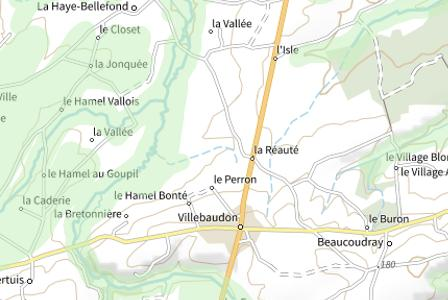 La Haye-Bellefond
la Vallée
le Closet
l'Isle
la Jonquée
Ville
le Hamel Vallois
e
la Vallée
la Réauté
le Village Blo
le Hamel au Goupil
le Village A
le Perron
la Caderie
le Hamel Bonté
la Bretonnière
Villebaudon
le Buron
Beaucoudray
180
ertuis